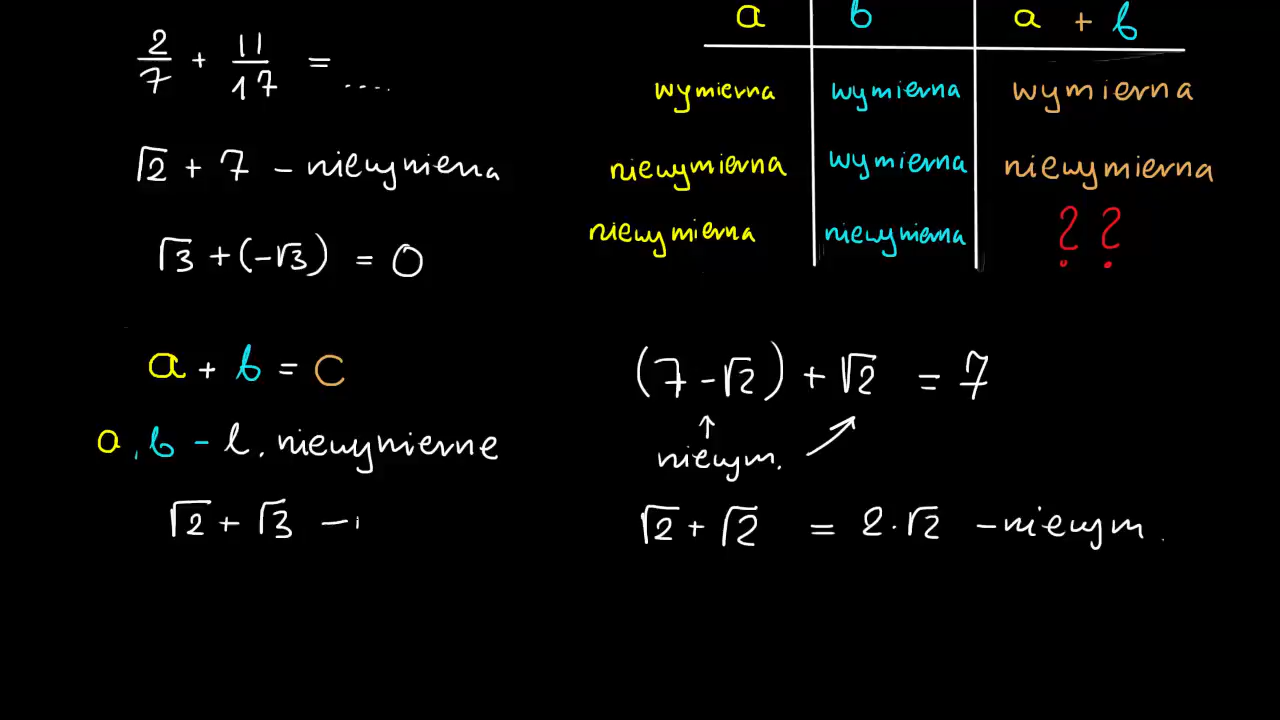 2/7 + 11/17 = ....
√2 + 7 - niewymierna
√3 + (-√3) = 0
a b a + b
wymierna wymierna wymierna
niewymierna wymierna niewymierna
niewymierna niewymierna ? ?
a + b = c
a, b - l. niewymierne
√2 + √3 -
(7 - √2) + √2 = 7
↑
niewym.
√2 + √2 = 2 · √2 - niewym.